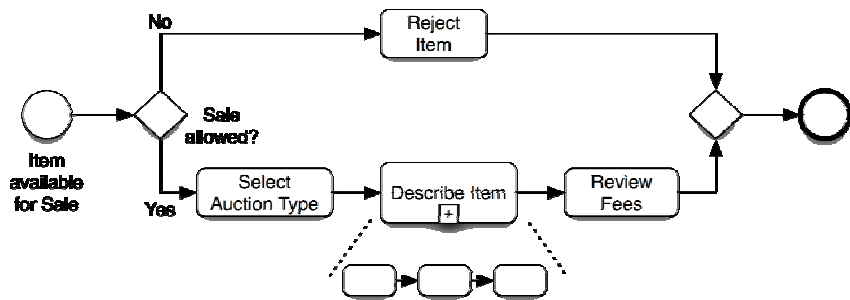 No
Reject
Item
Sale
allowed?
Item
available
for Sale
Yes
Select
Auction Type
Describe Item
+
Review
Fees